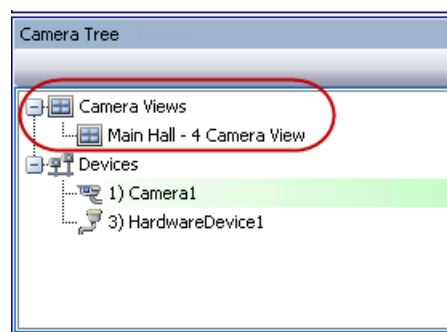 Camera Tree
Camera Views
Main Hall - 4 Camera View
Devices
1) Camera1
3) HardwareDevice1